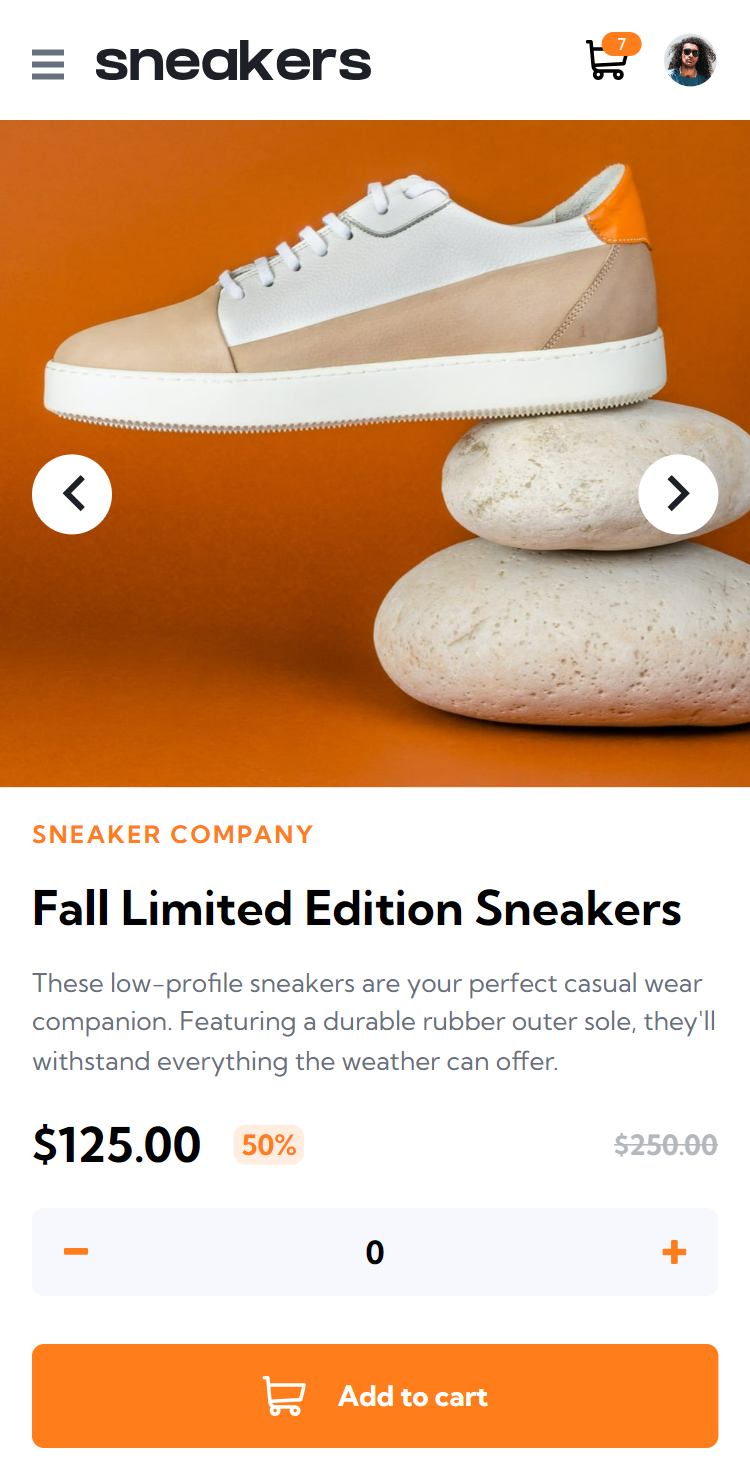 sneakers
7
SNEAKER COMPANY
Fall Limited Edition Sneakers
These low-profile sneakers are your perfect casual wear
companion. Featuring a durable rubber outer sole, they'll
withstand everything the weather can offer.
$125.00 50% $250.00
0
Add to cart